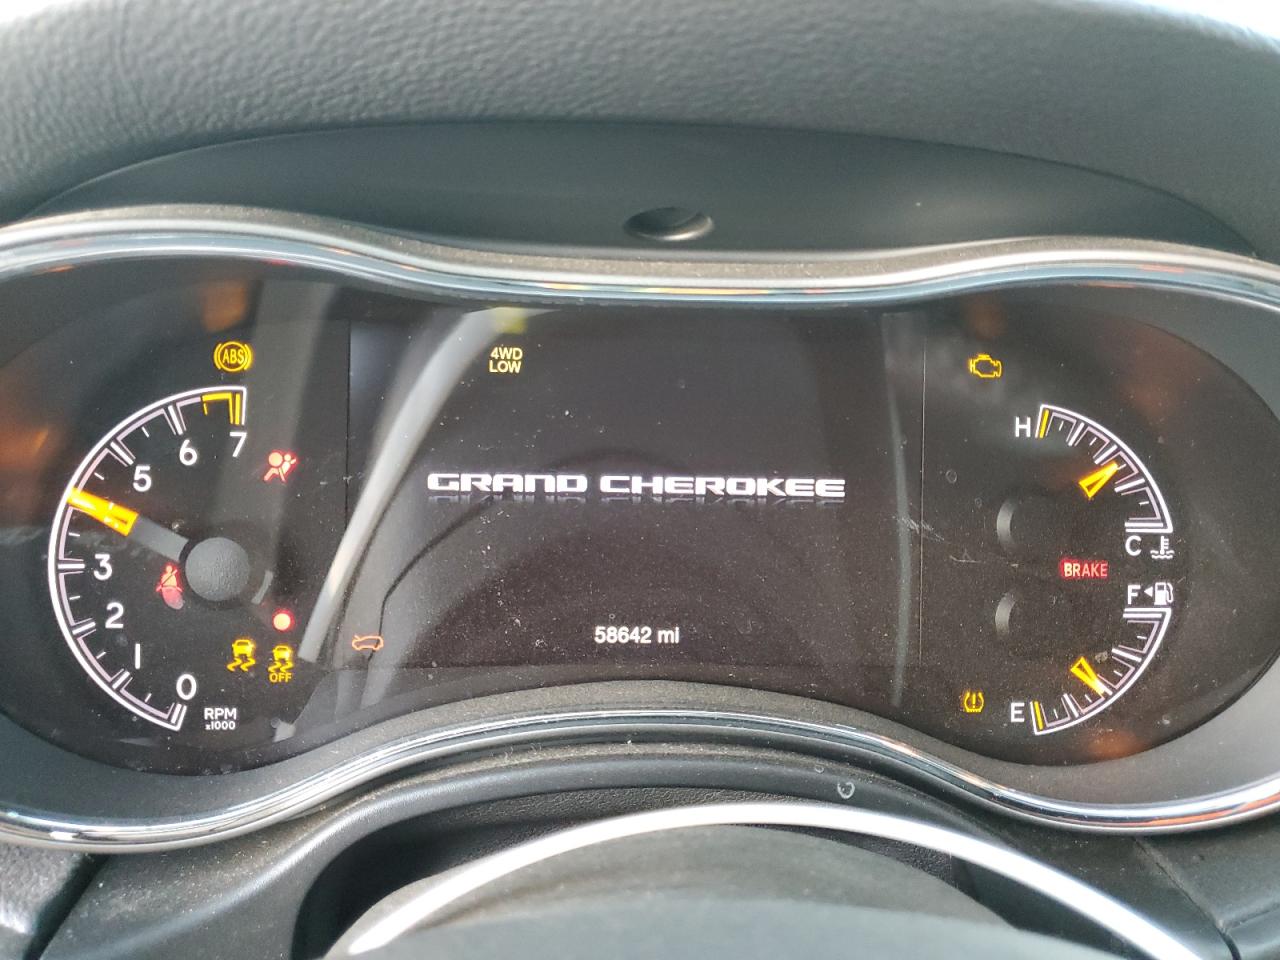 ABS
4WD
LOW
7
6
5
3
2
1
0
RPM
x1000
OFF
GRAND CHEROKEE
58642 mi
H
C
BRAKE
F
E